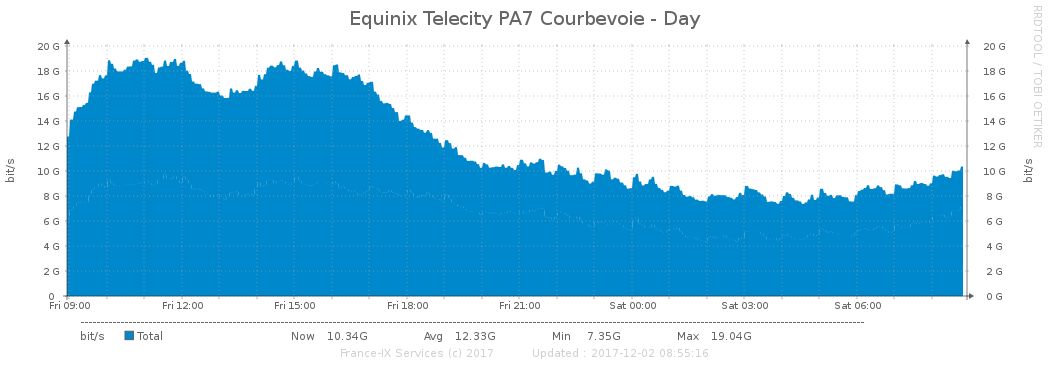 Equinix Telecity PA7 Courbevoie - Day
RRDTOOL / TOBI OETIKER
bit/s
20 G 20 G
18 G 18 G
16 G 16 G
14 G 14 G
12 G 12 G
10 G 10 G
8 G 8 G
6 G 6 G
4 G 4 G
2 G 2 G
0 0 G
bit/s
Fri 09:00 Fri 12:00 Fri 15:00 Fri 18:00 Fri 21:00 Sat 00:00 Sat 03:00 Sat 06:00
bit/s Total Now 10.34G Avg 12.33G Min 7.35G Max 19.04G
France-IX Services (c) 2017 Updated : 2017-12-02 08:55:16